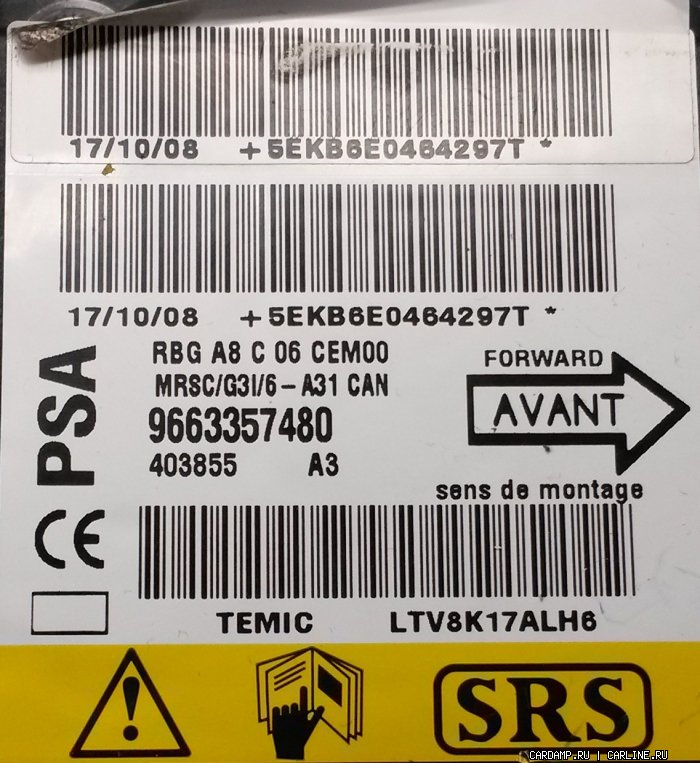 17/10/08 +5EKB6E0464297T *
17/10/08 +5EKB6E0464297T *
PSA
RBG A8 C 06 CEM00
MRSC/G3I/6-A31 CAN
9663357480
403855 A3
FORWARD
AVANT
sens de montage
CE
TEMIC LTV8K17ALH6
SRS
CARDAMP.RU | CARLINE.RU